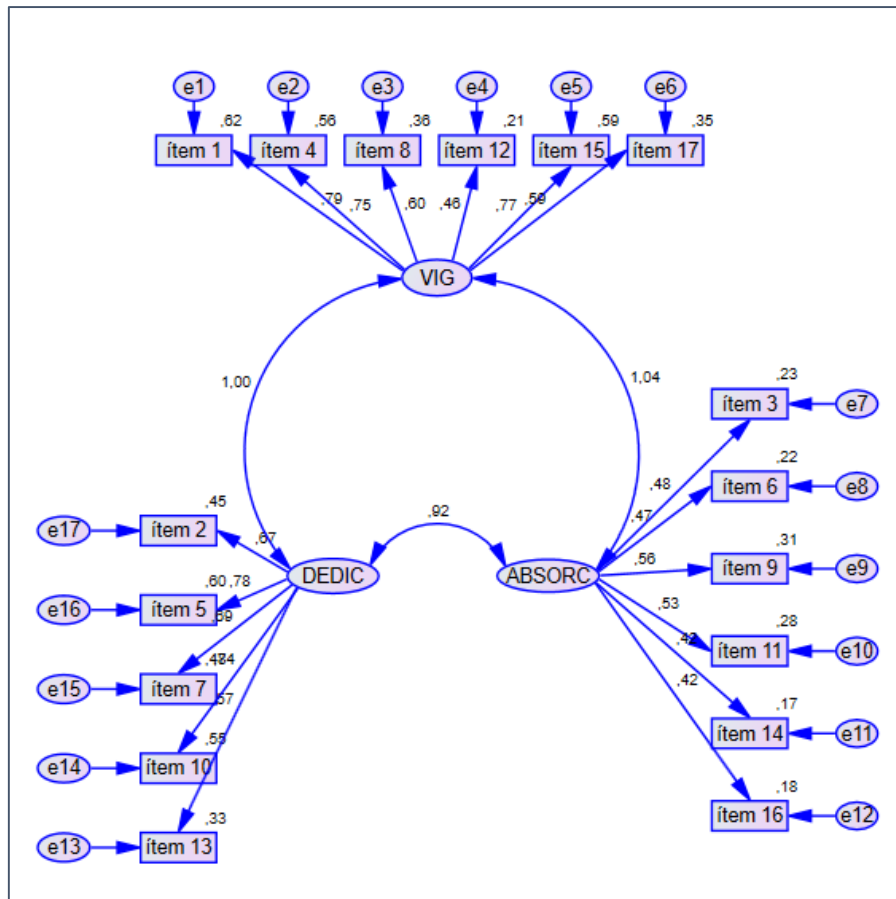 e1 e2 e3 e4 e5 e6
,62 ,56 ,36 ,21 ,59 ,35
ítem 1 ítem 4 ítem 8 ítem 12 ítem 15 ítem 17
,79 ,75 ,60 ,46 ,77 ,59
VIG
1,00 1,04
,23
ítem 3 e7
,48
,22
ítem 6 e8
,47
,31
ítem 9 e9
,56
,53
,28
ítem 11 e10
,42
,42
,17
ítem 14 e11
,18
ítem 16 e12
,92
DEDIC ABSORC
,45
e17 ítem 2
,67
,60 ,78
e16 ítem 5
,69
,74
e15 ítem 7
,57
,55
e14 ítem 10
,33
e13 ítem 13